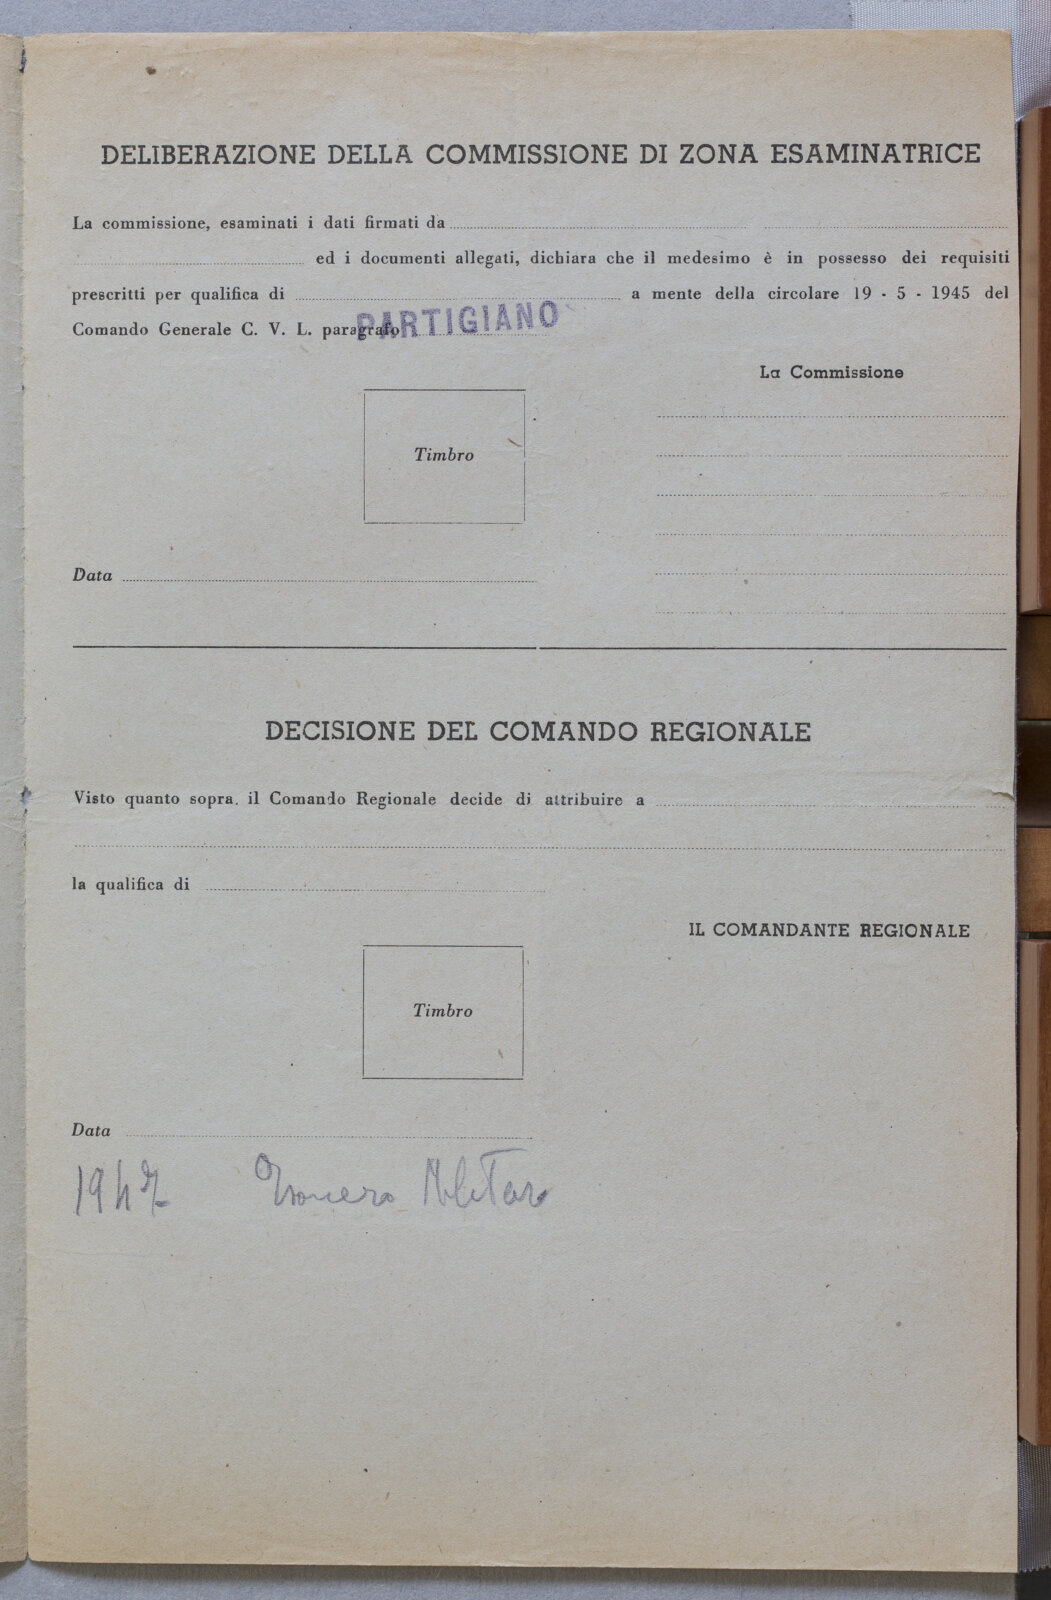 DELIBERAZIONE DELLA COMMISSIONE DI ZONA ESAMINATRICE
La commissione, esaminati i dati firmati da
ed i documenti allegati, dichiara che il medesimo è in possesso dei requisiti
prescritti per qualifica di a mente della circolare 19 - 5 - 1945 del
PARTIGIANO
Comando Generale C. V. L. paragrafo
La Commissione
Timbro
Data
DECISIONE DEL COMANDO REGIONALE
Visto quanto sopra. il Comando Regionale decide di attribuire a
la qualifica di
IL COMANDANTE REGIONALE
Timbro
Data
1947